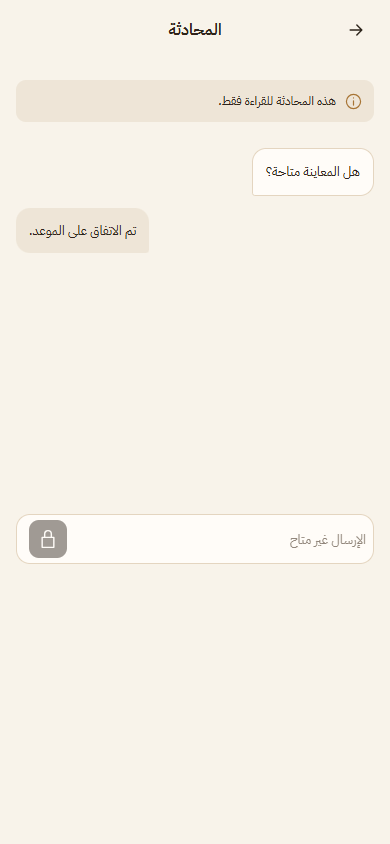 المحادثة
هذه المحادثة للقراءة فقط.
هل المعاينة متاحة؟
تم الاتفاق على الموعد.
الإرسال غير متاح